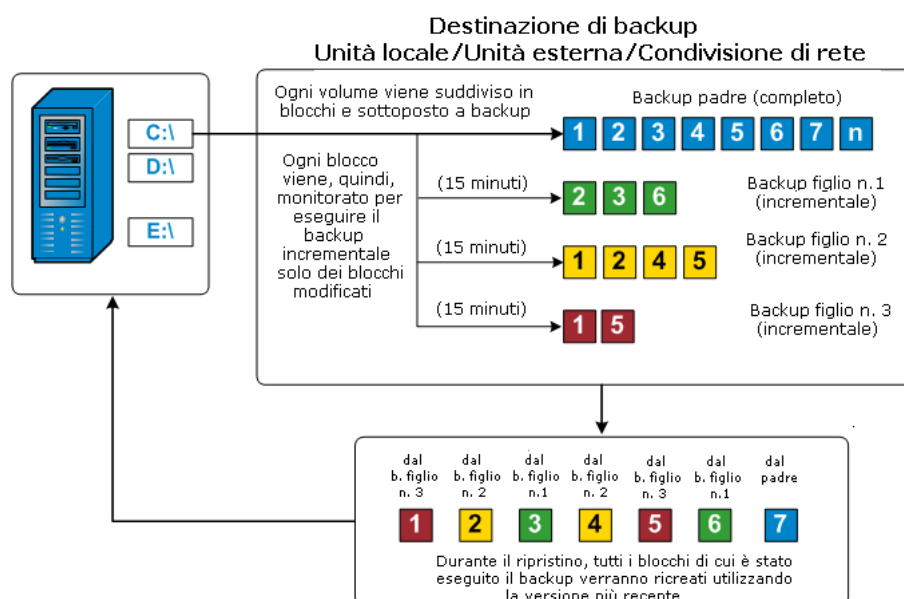 Destinazione di backup
Unità locale/Unità esterna/Condivisione di rete
C:\
D:\
E:\
Ogni volume viene suddiviso in
blocchi e sottoposto a backup
Backup padre (completo)
1 2 3 4 5 6 7 n
Ogni blocco
viene, quindi,
monitorato per
eseguire il
backup
incrementale
solo dei blocchi
modificati
(15 minuti)
2 3 6
Backup figlio n.1
(incrementale)
(15 minuti)
1 2 4 5
Backup figlio n. 2
(incrementale)
(15 minuti)
1 5
Backup figlio n. 3
(incrementale)
dal
b. figlio
n. 3
dal
b. figlio
n. 2
dal
b. figlio
n.1
dal
b. figlio
n. 2
dal
b. figlio
n. 3
dal
b. figlio
n.1
dal
padre
1 2 3 4 5 6 7
Durante il ripristino, tutti i blocchi di cui è stato
eseguito il backup verranno ricreati utilizzando
la versione più recente